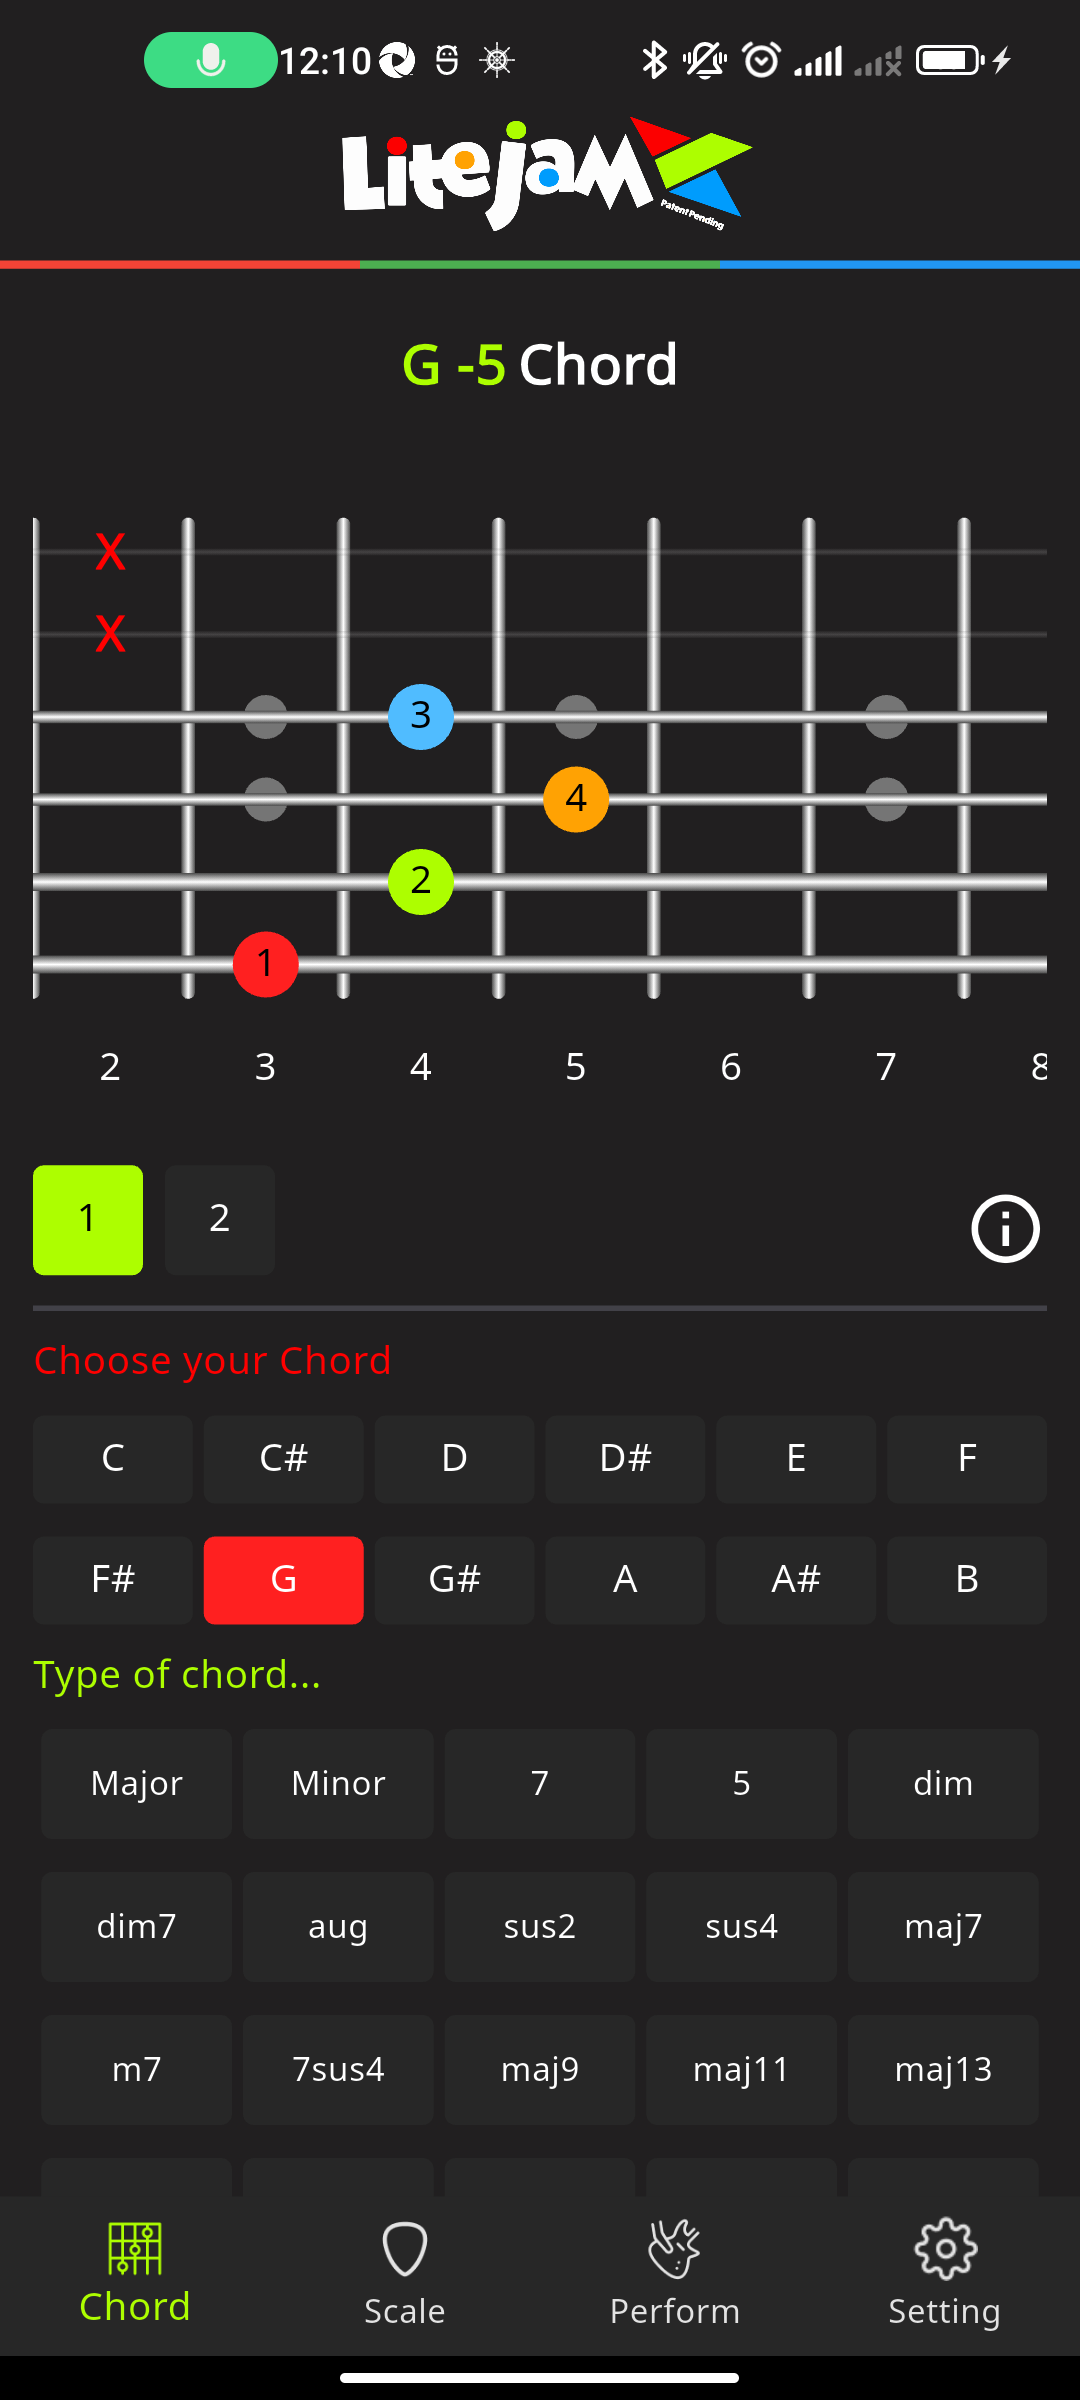 12:10
Litejam
Patent Pending
G -5 Chord
X
X
3
4
2
1
2 3 4 5 6 7 8
1 2
Choose your Chord
C C# D D# E F
F# G G# A A# B
Type of chord...
Major Minor 7 5 dim
dim7 aug sus2 sus4 maj7
m7 7sus4 maj9 maj11 maj13
Chord Scale Perform Setting